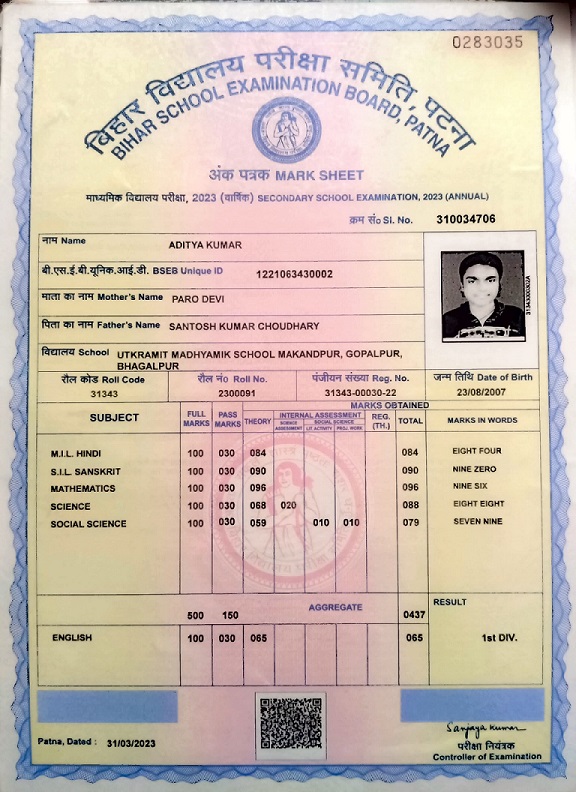 0283035
बिहार विद्यालय परीक्षा समिति, पटना
BIHAR SCHOOL EXAMINATION BOARD, PATNA
अंक पत्रक MARK SHEET
माध्यमिक विद्यालय परीक्षा, 2023 (वार्षिक) SECONDARY SCHOOL EXAMINATION, 2023 (ANNUAL)
क्रम सं० Sl. No. 310034706
नाम Name ADITYA KUMAR
बी.एस.ई.बी.यूनिक.आई.डी. BSEB Unique ID 1221063430002
माता का नाम Mother's Name PARO DEVI
पिता का नाम Father's Name SANTOSH KUMAR CHOUDHARY
विद्यालय School UTKRAMIT MADHYAMIK SCHOOL MAKANDPUR, GOPALPUR,
BHAGALPUR
रौल कोड Roll Code रौल नं० Roll No. पंजीयन संख्या Reg. No. जन्म तिथि Date of Birth
31343 2300091 31343-00030-22 23/08/2007
SUBJECT FULL MARKS PASS MARKS MARKS OBTAINED
THEORY INTERNAL ASSESSMENT REG. (TH.) TOTAL MARKS IN WORDS
SCIENCE ASSESSMENT SOCIAL SCIENCE
LIT. ACTIVITY PROJ. WORK
M.I.L. HINDI 100 030 084 084 EIGHT FOUR
S.I.L. SANSKRIT 100 030 090 090 NINE ZERO
MATHEMATICS 100 030 096 096 NINE SIX
SCIENCE 100 030 068 020 088 EIGHT EIGHT
SOCIAL SCIENCE 100 030 059 010 010 079 SEVEN NINE
500 150 AGGREGATE 0437 RESULT
ENGLISH 100 030 065 065 1st DIV.
Patna, Dated : 31/03/2023
Sanjaya Kumar
परीक्षा नियंत्रक
Controller of Examination